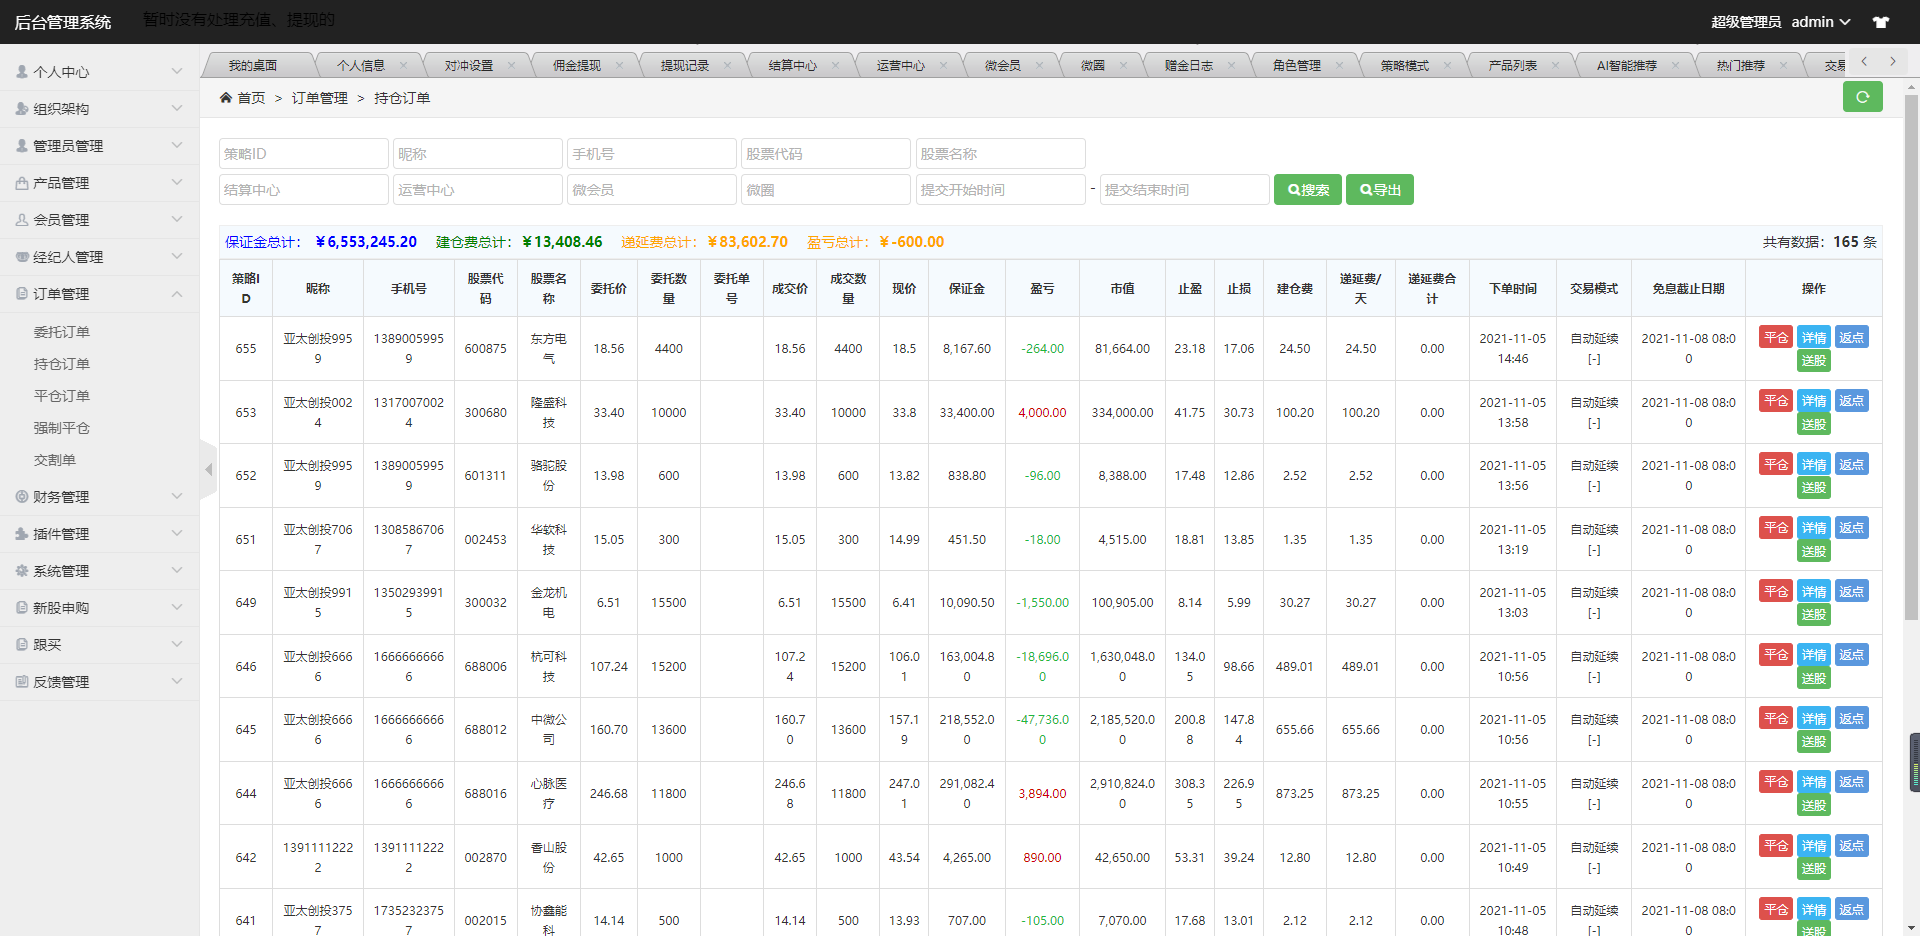 后台管理系统 暂时没有处理充值、提现的 超级管理员 admin
我的桌面 个人信息 对冲设置 佣金提现 提现记录 结算中心 运营中心 微会员 微圈 赠金日志 角色管理 策略模式 产品列表 AI智能推荐 热门推荐 交易
首页 > 订单管理 > 持仓订单
个人中心
组织架构
管理员管理
产品管理
会员管理
经纪人管理
订单管理
委托订单
持仓订单
平仓订单
强制平仓
交割单
财务管理
插件管理
系统管理
新股申购
跟买
反馈管理
策略ID 昵称 手机号 股票代码 股票名称
结算中心 运营中心 微会员 微圈 提交开始时间 - 提交结束时间 搜索 导出
保证金总计: ¥6,553,245.20 建仓费总计: ¥13,408.46 递延费总计: ¥83,602.70 盈亏总计: ¥-600.00 共有数据: 165 条
策略ID 昵称 手机号 股票代码 股票名称 委托价 委托数量 委托单号 成交价 成交数量 现价 保证金 盈亏 市值 止盈 止损 建仓费 递延费/天 递延费合计 下单时间 交易模式 免息截止日期 操作
655 亚太创投9959 13890059959 600875 东方电气 18.56 4400 18.56 4400 18.5 8,167.60 -264.00 81,664.00 23.18 17.06 24.50 24.50 0.00 2021-11-05 14:46 自动延续[-] 2021-11-08 08:00 平仓 详情 返点 送股
653 亚太创投0024 13170070024 300680 隆盛科技 33.40 10000 33.40 10000 33.8 33,400.00 4,000.00 334,000.00 41.75 30.73 100.20 100.20 0.00 2021-11-05 13:58 自动延续[-] 2021-11-08 08:00 平仓 详情 返点 送股
652 亚太创投9959 13890059959 601311 骆驼股份 13.98 600 13.98 600 13.82 838.80 -96.00 8,388.00 17.48 12.86 2.52 2.52 0.00 2021-11-05 13:56 自动延续[-] 2021-11-08 08:00 平仓 详情 返点 送股
651 亚太创投7067 13085867067 002453 华软科技 15.05 300 15.05 300 14.99 451.50 -18.00 4,515.00 18.81 13.85 1.35 1.35 0.00 2021-11-05 13:19 自动延续[-] 2021-11-08 08:00 平仓 详情 返点 送股
649 亚太创投9915 13502939915 300032 金龙机电 6.51 15500 6.51 15500 6.41 10,090.50 -1,550.00 100,905.00 8.14 5.99 30.27 30.27 0.00 2021-11-05 13:03 自动延续[-] 2021-11-08 08:00 平仓 详情 返点 送股
646 亚太创投6666 16666666666 688006 杭可科技 107.24 15200 107.24 15200 106.01 163,004.80 -18,696.00 1,630,048.00 134.05 98.66 489.01 489.01 0.00 2021-11-05 10:56 自动延续[-] 2021-11-08 08:00 平仓 详情 返点 送股
645 亚太创投6666 16666666666 688012 中微公司 160.70 13600 160.70 13600 157.19 218,552.00 -47,736.00 2,185,520.00 200.88 147.84 655.66 655.66 0.00 2021-11-05 10:56 自动延续[-] 2021-11-08 08:00 平仓 详情 返点 送股
644 亚太创投6666 16666666666 688016 心脉医疗 246.68 11800 246.68 11800 247.01 291,082.40 3,894.00 2,910,824.00 308.35 226.95 873.25 873.25 0.00 2021-11-05 10:55 自动延续[-] 2021-11-08 08:00 平仓 详情 返点 送股
642 13911112222 13911112222 002870 香山股份 42.65 1000 42.65 1000 43.54 4,265.00 890.00 42,650.00 53.31 39.24 12.80 12.80 0.00 2021-11-05 10:49 自动延续[-] 2021-11-08 08:00 平仓 详情 返点 送股
641 亚太创投3757 17352323757 002015 协鑫能科 14.14 500 14.14 500 13.93 707.00 -105.00 7,070.00 17.68 13.01 2.12 2.12 0.00 2021-11-05 10:48 自动延续[-] 2021-11-08 08:00 平仓 详情 返点 送股